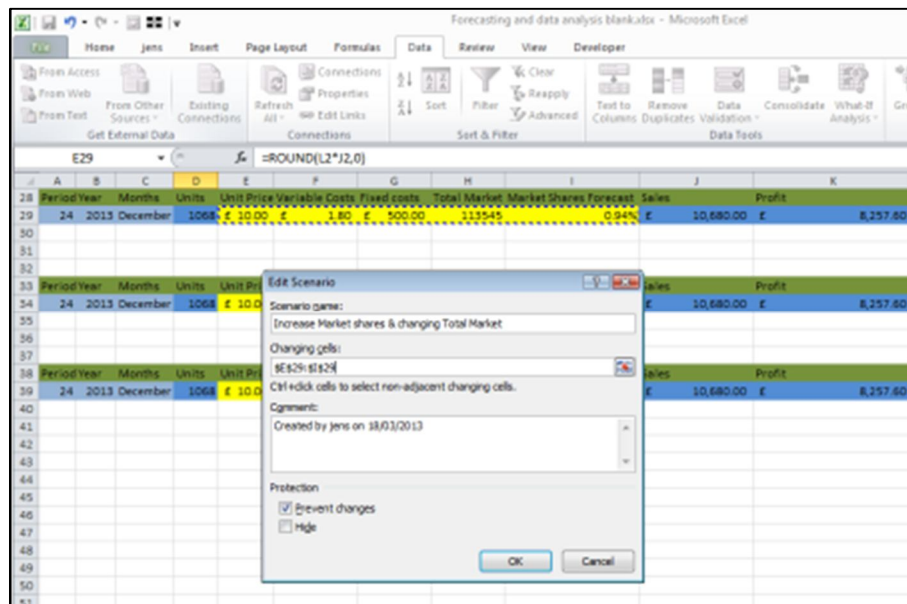 Forecasting and data analysis blank.xlsx - Microsoft Excel
Home jens Insert Page Layout Formulas Data Review View Developer
From Access
From Web
From Text
From Other Sources
Existing Connections
Get External Data
Refresh All
Connections
Properties
Edit Links
Connections
Sort
Filter
Clear
Reapply
Advanced
Sort & Filter
Text to Columns
Remove Duplicates
Data Validation
Consolidate
What-If Analysis
Data Tools
E29 fx =ROUND(L2*J2,0)
A B C D E F G H I J K
28 Period Year Months Units Unit Price Variable Costs Fixed costs Total Market Market Shares Forecast Sales Profit
29 24 2013 December 1068 £ 10.00 £ 1.80 £ 500.00 113545 0.94% £ 10,680.00 £ 8,257.60
30
31
32
33 Period Year Months Units Unit Pri Sales Profit
34 24 2013 December 1068 £ 10.0 £ 10,680.00 £ 8,257.60
35
36
37
38 Period Year Months Units Unit Pri Sales Profit
39 24 2013 December 1068 £ 10.0 £ 10,680.00 £ 8,257.60
40
41
42
43
44
45
46
47
48
49
50
51
Edit Scenario
Scenario name:
Increase Market shares & changing Total Market
Changing cells:
$E$29:$I$29
Ctrl+click cells to select non-adjacent changing cells.
Comment:
Created by jens on 18/03/2013
Protection
Prevent changes
Hide
OK Cancel